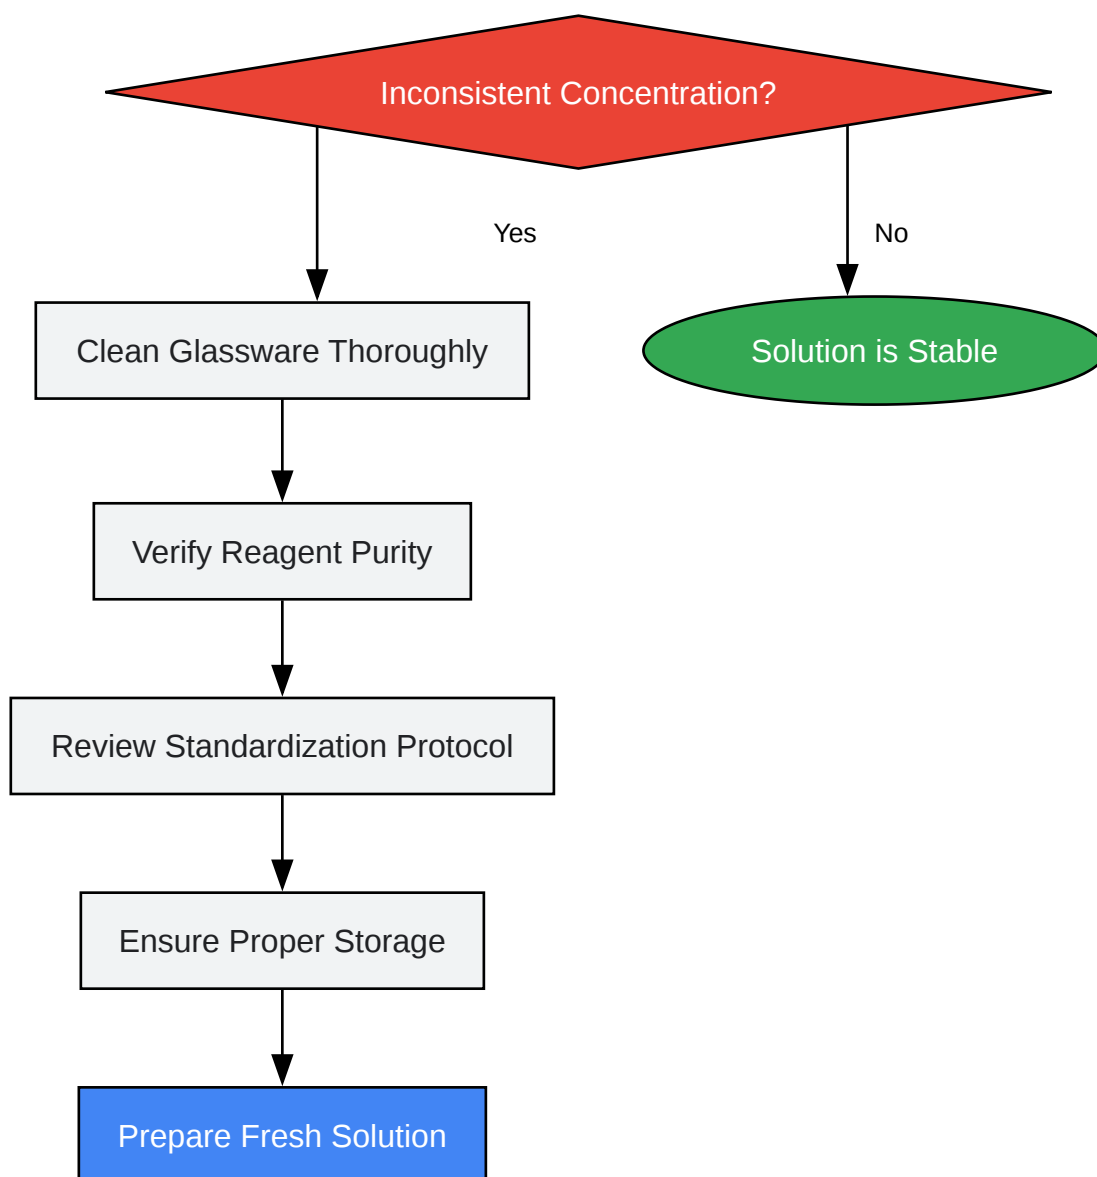 Inconsistent Concentration?
Yes
No
Clean Glassware Thoroughly
Solution is Stable
Verify Reagent Purity
Review Standardization Protocol
Ensure Proper Storage
Prepare Fresh Solution